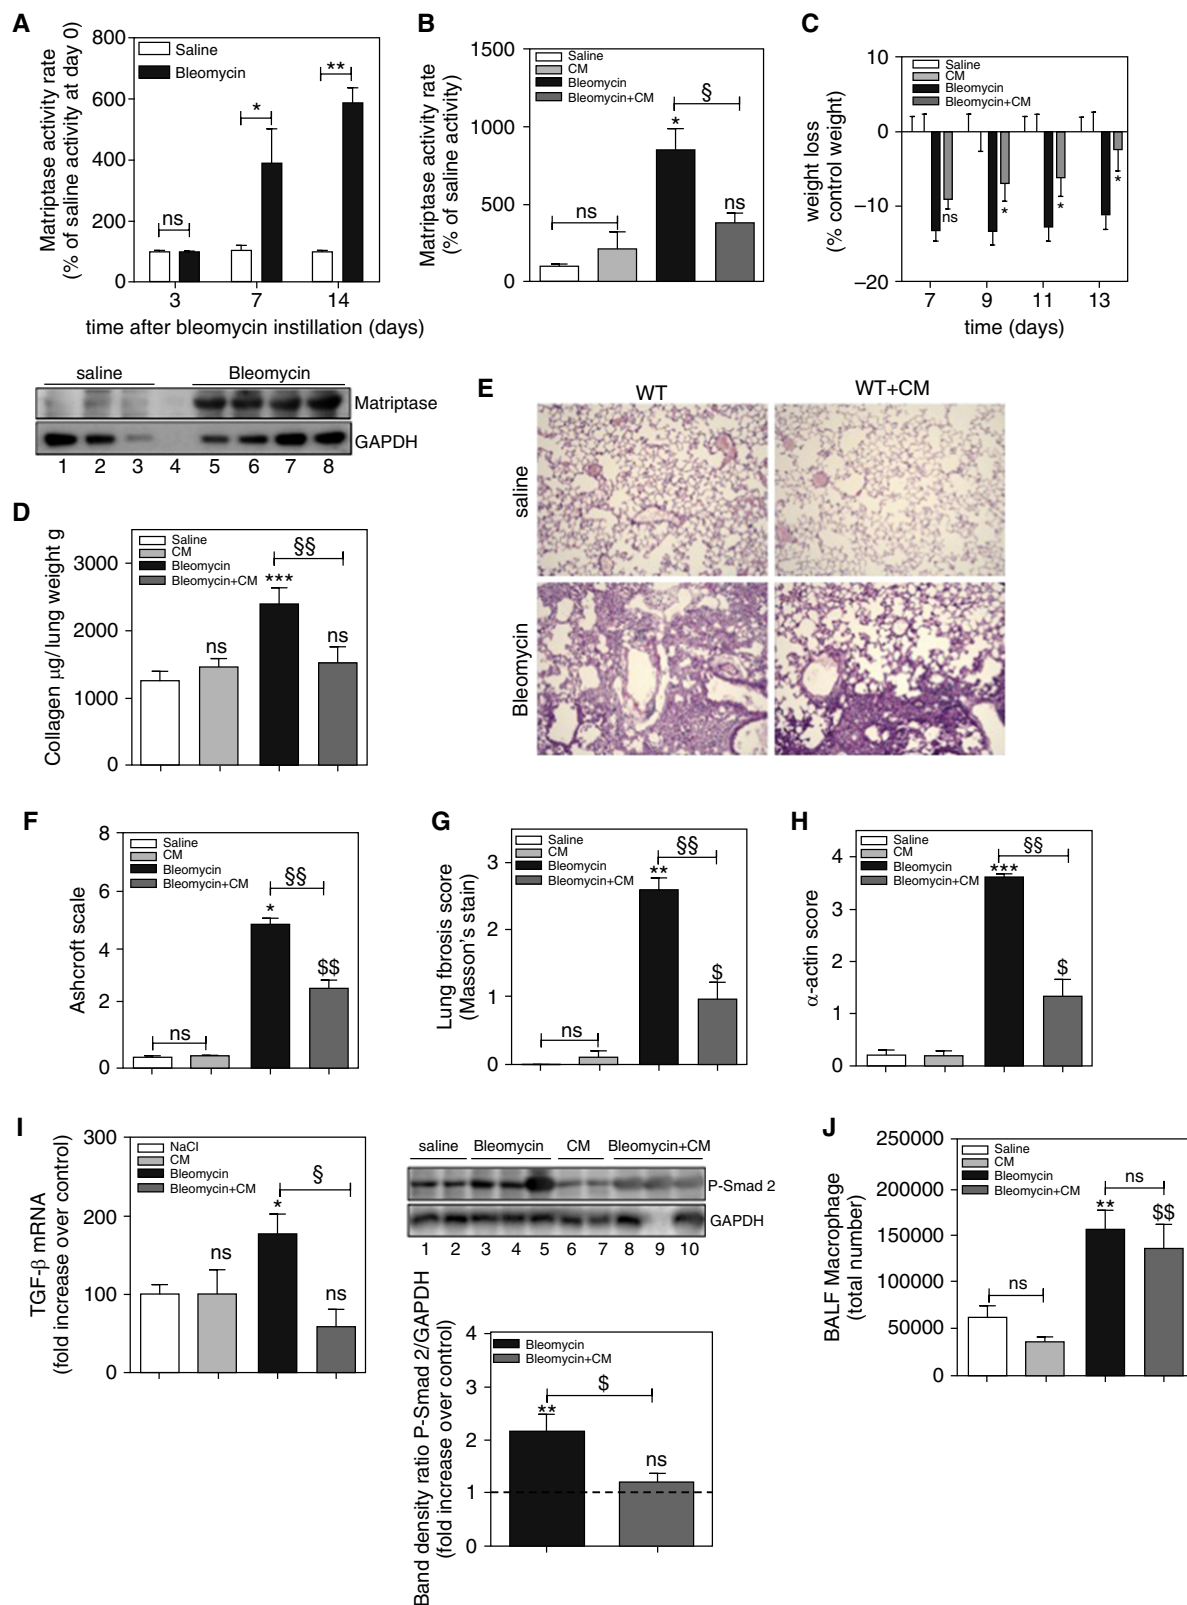 A
Matriptase activity rate
(% of saline activity at day 0)
800
600
400
200
0
Saline
Bleomycin
ns
*
**
3 7 14
time after bleomycin instillation (days)
saline Bleomycin
Matriptase
GAPDH
1 2 3 4 5 6 7 8
B
Matriptase activity rate
(% of saline activity)
1500
1000
500
0
Saline
CM
Bleomycin
Bleomycin+CM
ns
*
§
ns
C
weight loss
(% control weight)
10
0
−10
−20
Saline
CM
Bleomycin
Bleomycin+CM
ns
*
*
*
7 9 11 13
time (days)
D
Collagen µg/ lung weight g
3000
2000
1000
0
Saline
CM
Bleomycin
Bleomycin+CM
ns
***
§§
ns
E
WT WT+CM
saline
Bleomycin
F
Ashcroft scale
8
6
4
2
0
Saline
CM
Bleomycin
Bleomycin+CM
ns
*
§§
$$
G
Lung fbrosis score
(Masson's stain)
3
2
1
0
Saline
CM
Bleomycin
Bleomycin+CM
ns
**
§§
$
H
α-actin score
4
3
2
1
0
Saline
CM
Bleomycin
Bleomycin+CM
***
§§
$
I
TGF-β mRNA
(fold increase over control)
300
200
100
0
NaCl
CM
Bleomycin
Bleomycin+CM
ns
*
§
ns
saline Bleomycin CM Bleomycin+CM
P-Smad 2
GAPDH
1 2 3 4 5 6 7 8 9 10
Band density ratio P-Smad 2/GAPDH
(fold increase over control)
4
3
2
1
0
Bleomycin
Bleomycin+CM
**
$
ns
J
BALF Macrophage
(total number)
250000
200000
150000
100000
50000
0
Saline
CM
Bleomycin
Bleomycin+CM
ns
**
ns
$$